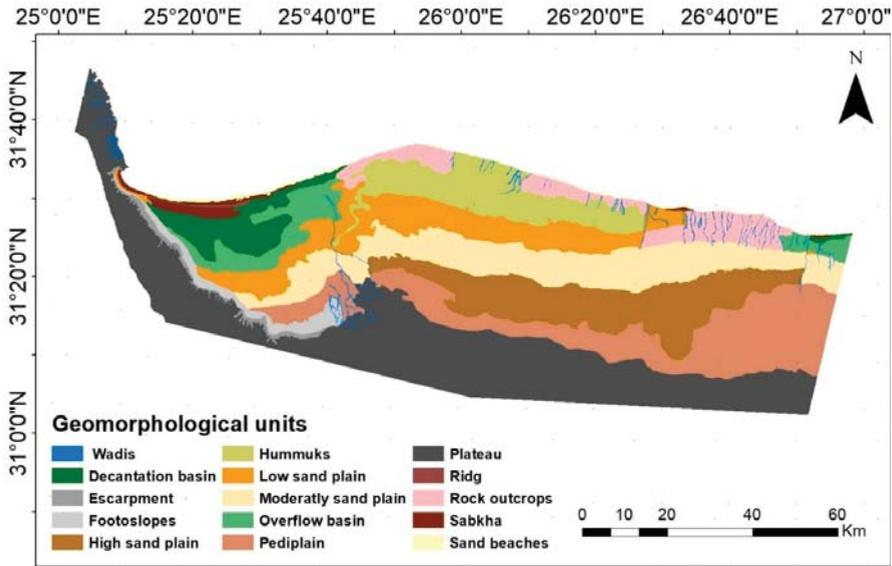 25°0'0"E 25°20'0"E 25°40'0"E 26°0'0"E 26°20'0"E 26°40'0"E 27°0'0"E
N
31°40'0"N
31°20'0"N
31°0'0"N
Geomorphological units
Wadis
Decantation basin
Escarpment
Footoslopes
High sand plain
Hummuks
Low sand plain
Moderatly sand plain
Overflow basin
Pediplain
Plateau
Ridg
Rock outcrops
Sabkha
Sand beaches
0 10 20 40 60
Km